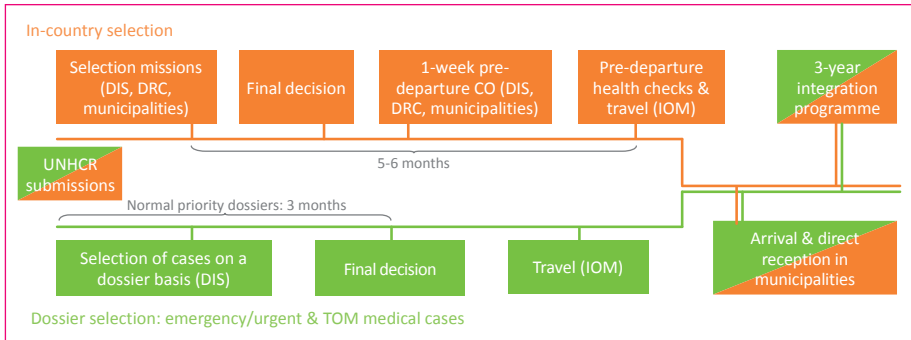 In-country selection
Selection missions
(DIS, DRC,
municipalities)
Final decision
1-week pre-
departure CO (DIS,
DRC, municipalities)
Pre-departure
health checks &
travel (IOM)
3-year
integration
programme
5-6 months
UNHCR
submissions
Normal priority dossiers: 3 months
Selection of cases on a
dossier basis (DIS)
Final decision
Travel (IOM)
Arrival & direct
reception in
municipalities
Dossier selection: emergency/urgent & TOM medical cases